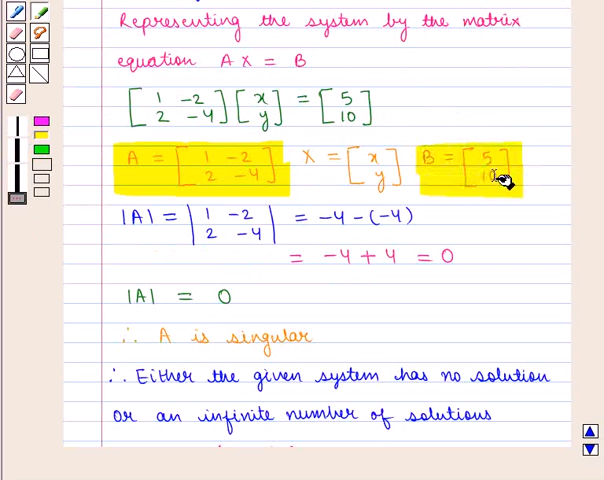 Representing the system by the matrix
equation A X = B
[1 -2 2 -4] [x y] = [5 10]
A = [1 -2 2 -4] X = [x y] B = [5 10]
|A| = |1 -2 2 -4| = -4 - (-4)
= -4 + 4 = 0
|A| = 0
∴ A is singular
∴ Either the given system has no solution
or an infinite number of solutions